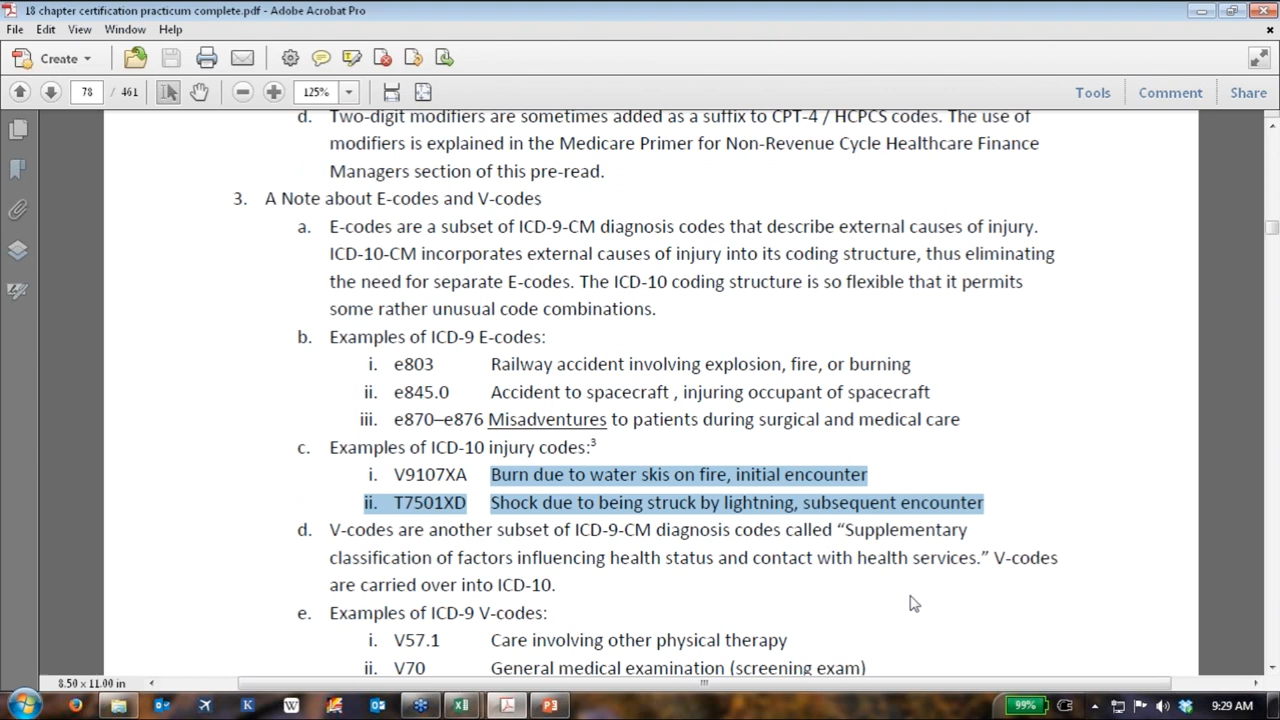 18 chapter certification practicum complete.pdf - Adobe Acrobat Pro
File Edit View Window Help
Create
78 / 461 125% Tools Comment Share
d. Two-digit modifiers are sometimes added as a suffix to CPT-4 / HCPCS codes. The use of
modifiers is explained in the Medicare Primer for Non-Revenue Cycle Healthcare Finance
Managers section of this pre-read.
3. A Note about E-codes and V-codes
a. E-codes are a subset of ICD-9-CM diagnosis codes that describe external causes of injury.
ICD-10-CM incorporates external causes of injury into its coding structure, thus eliminating
the need for separate E-codes. The ICD-10 coding structure is so flexible that it permits
some rather unusual code combinations.
b. Examples of ICD-9 E-codes:
i. e803 Railway accident involving explosion, fire, or burning
ii. e845.0 Accident to spacecraft , injuring occupant of spacecraft
iii. e870–e876 Misadventures to patients during surgical and medical care
c. Examples of ICD-10 injury codes:3
i. V9107XA Burn due to water skis on fire, initial encounter
ii. T7501XD Shock due to being struck by lightning, subsequent encounter
d. V-codes are another subset of ICD-9-CM diagnosis codes called “Supplementary
classification of factors influencing health status and contact with health services.” V-codes
are carried over into ICD-10.
e. Examples of ICD-9 V-codes:
i. V57.1 Care involving other physical therapy
ii. V70 General medical examination (screening exam)
8.50 x 11.00 in
99% 9:29 AM